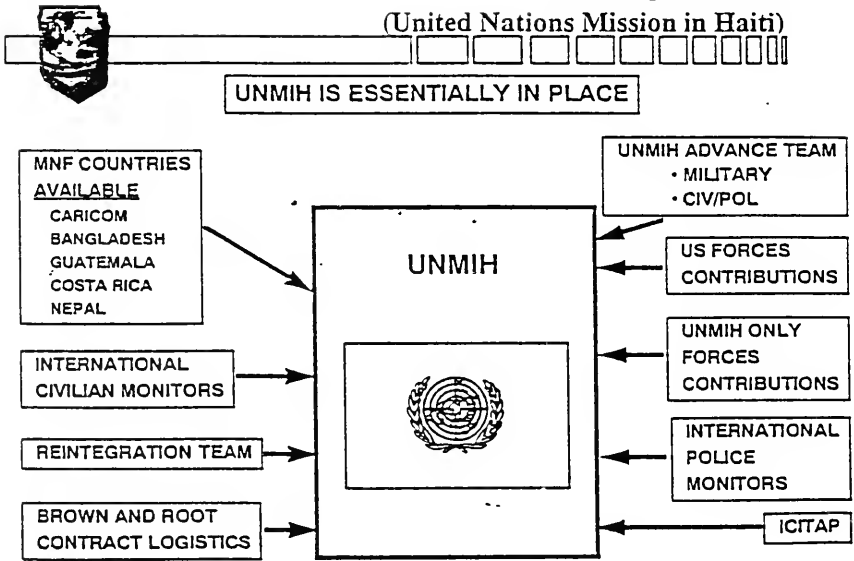 (United Nations Mission in Haiti)
UNMIH IS ESSENTIALLY IN PLACE
MNF COUNTRIES
AVAILABLE
CARICOM
BANGLADESH
GUATEMALA
COSTA RICA
NEPAL
INTERNATIONAL
CIVILIAN MONITORS
REINTEGRATION TEAM
BROWN AND ROOT
CONTRACT LOGISTICS
UNMIH
UNMIH ADVANCE TEAM
• MILITARY
• CIV/POL
US FORCES
CONTRIBUTIONS
UNMIH ONLY
FORCES
CONTRIBUTIONS
INTERNATIONAL
POLICE
MONITORS
ICITAP